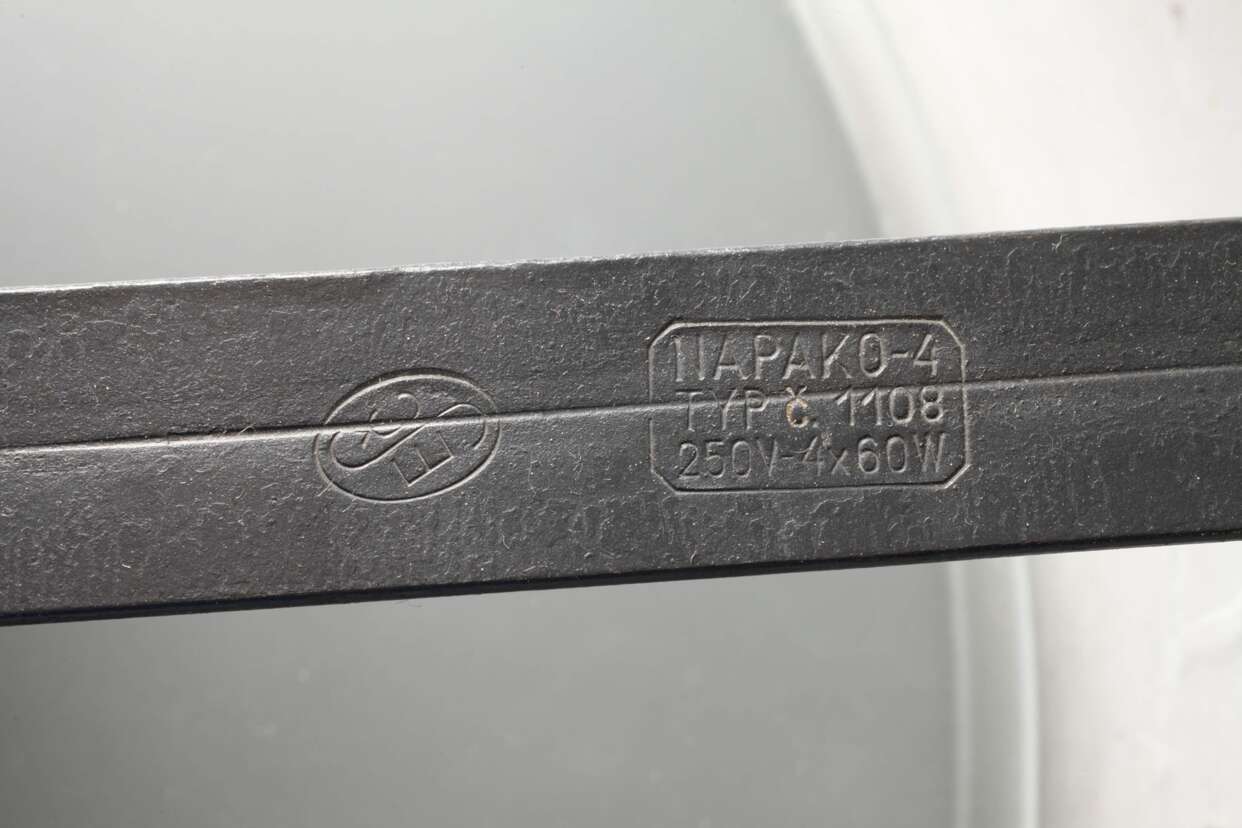 NAPAKO-4
TYP č. 1108
250V-4x60W